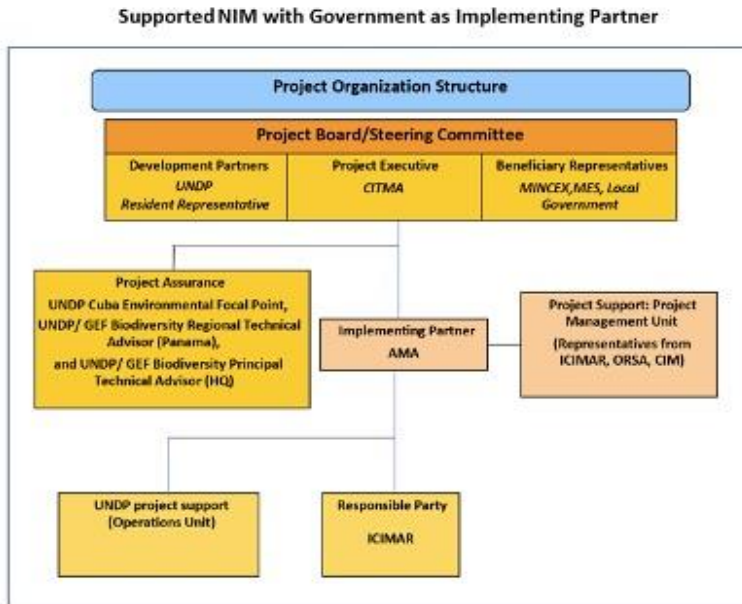 Supported NIM with Government as Implementing Partner
Project Organization Structure
Project Board/Steering Committee
Development Partners
UNDP
Resident Representative
Project Executive
CITMA
Beneficiary Representatives
MINCEX,MES, Local
Government
Project Assurance
UNDP Cuba Environmental Focal Point,
UNDP/ GEF Biodiversity Regional Technical
Advisor (Panama),
and UNDP/ GEF Biodiversity Principal
Technical Advisor (HQ)
Implementing Partner
AMA
Project Support: Project
Management Unit
(Representatives from
ICIMAR, ORSA, CIM)
UNDP project support
(Operations Unit)
Responsible Party
ICIMAR